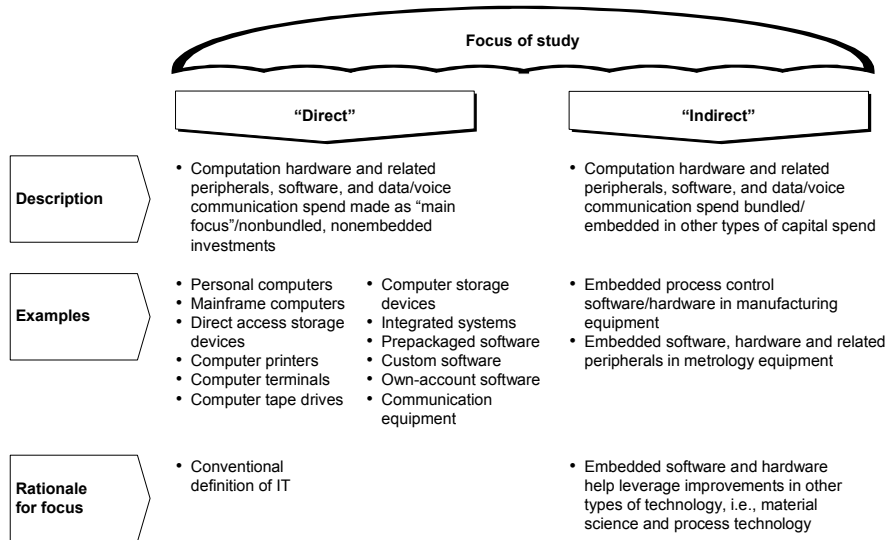 Focus of study
“Direct”
“Indirect”
Description
• Computation hardware and related
peripherals, software, and data/voice
communication spend made as “main
focus”/nonbundled, nonembedded
investments
• Computation hardware and related
peripherals, software, and data/voice
communication spend bundled/
embedded in other types of capital spend
Examples
• Personal computers
• Mainframe computers
• Direct access storage
devices
• Computer printers
• Computer terminals
• Computer tape drives
• Computer storage
devices
• Integrated systems
• Prepackaged software
• Custom software
• Own-account software
• Communication
equipment
• Embedded process control
software/hardware in manufacturing
equipment
• Embedded software, hardware and related
peripherals in metrology equipment
Rationale
for focus
• Conventional
definition of IT
• Embedded software and hardware
help leverage improvements in other
types of technology, i.e., material
science and process technology